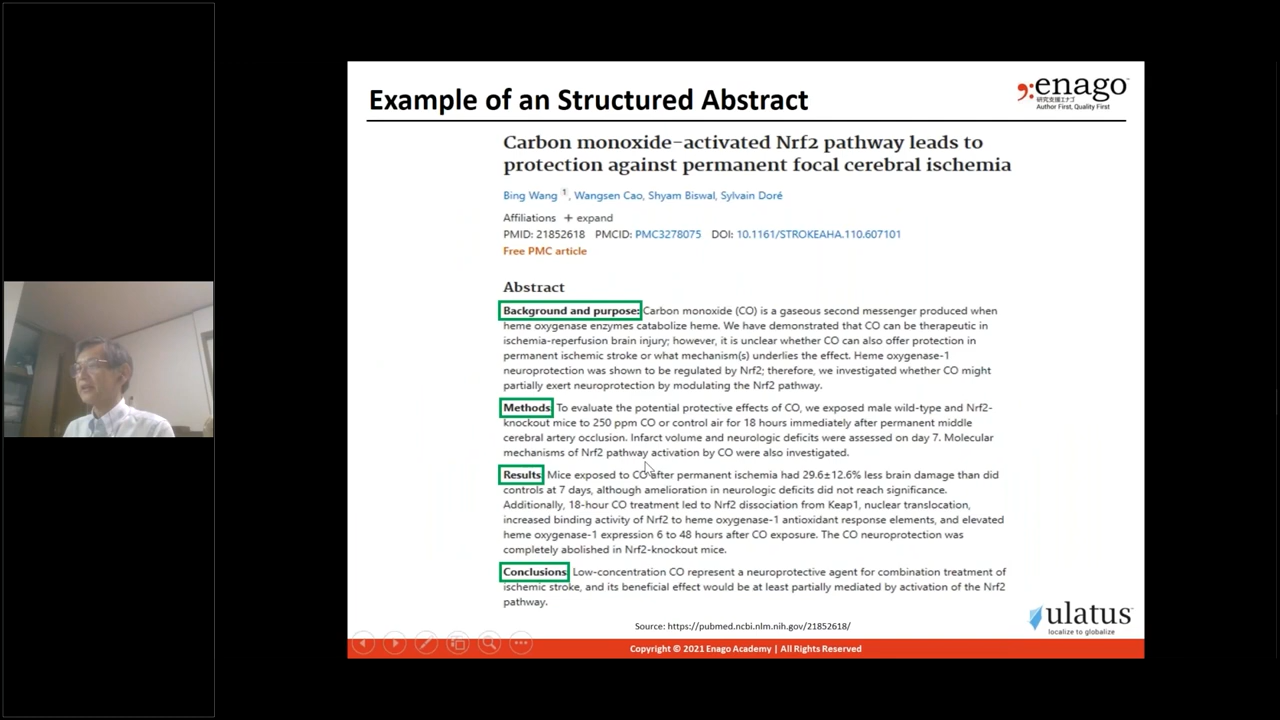 Example of an Structured Abstract
enago
研究支援エナゴ
Author First, Quality First
Carbon monoxide-activated Nrf2 pathway leads to
protection against permanent focal cerebral ischemia
Bing Wang 1, Wangsen Cao, Shyam Biswal, Sylvain Doré
Affiliations + expand
PMID: 21852618 PMCID: PMC3278075 DOI: 10.1161/STROKEAHA.110.607101
Free PMC article
Abstract
Background and purpose: Carbon monoxide (CO) is a gaseous second messenger produced when
heme oxygenase enzymes catabolize heme. We have demonstrated that CO can be therapeutic in
ischemia-reperfusion brain injury; however, it is unclear whether CO can also offer protection in
permanent ischemic stroke or what mechanism(s) underlies the effect. Heme oxygenase-1
neuroprotection was shown to be regulated by Nrf2; therefore, we investigated whether CO might
partially exert neuroprotection by modulating the Nrf2 pathway.
Methods: To evaluate the potential protective effects of CO, we exposed male wild-type and Nrf2-
knockout mice to 250 ppm CO or control air for 18 hours immediately after permanent middle
cerebral artery occlusion. Infarct volume and neurologic deficits were assessed on day 7. Molecular
mechanisms of Nrf2 pathway activation by CO were also investigated.
Results: Mice exposed to CO after permanent ischemia had 29.6±12.6% less brain damage than did
controls at 7 days, although amelioration in neurologic deficits did not reach significance.
Additionally, 18-hour CO treatment led to Nrf2 dissociation from Keap1, nuclear translocation,
increased binding activity of Nrf2 to heme oxygenase-1 antioxidant response elements, and elevated
heme oxygenase-1 expression 6 to 48 hours after CO exposure. The CO neuroprotection was
completely abolished in Nrf2-knockout mice.
Conclusions: Low-concentration CO represent a neuroprotective agent for combination treatment of
ischemic stroke, and its beneficial effect would be at least partially mediated by activation of the Nrf2
pathway.
ulatus
localize to globalize
Source: https://pubmed.ncbi.nlm.nih.gov/21852618/
Copyright © 2021 Enago Academy | All Rights Reserved